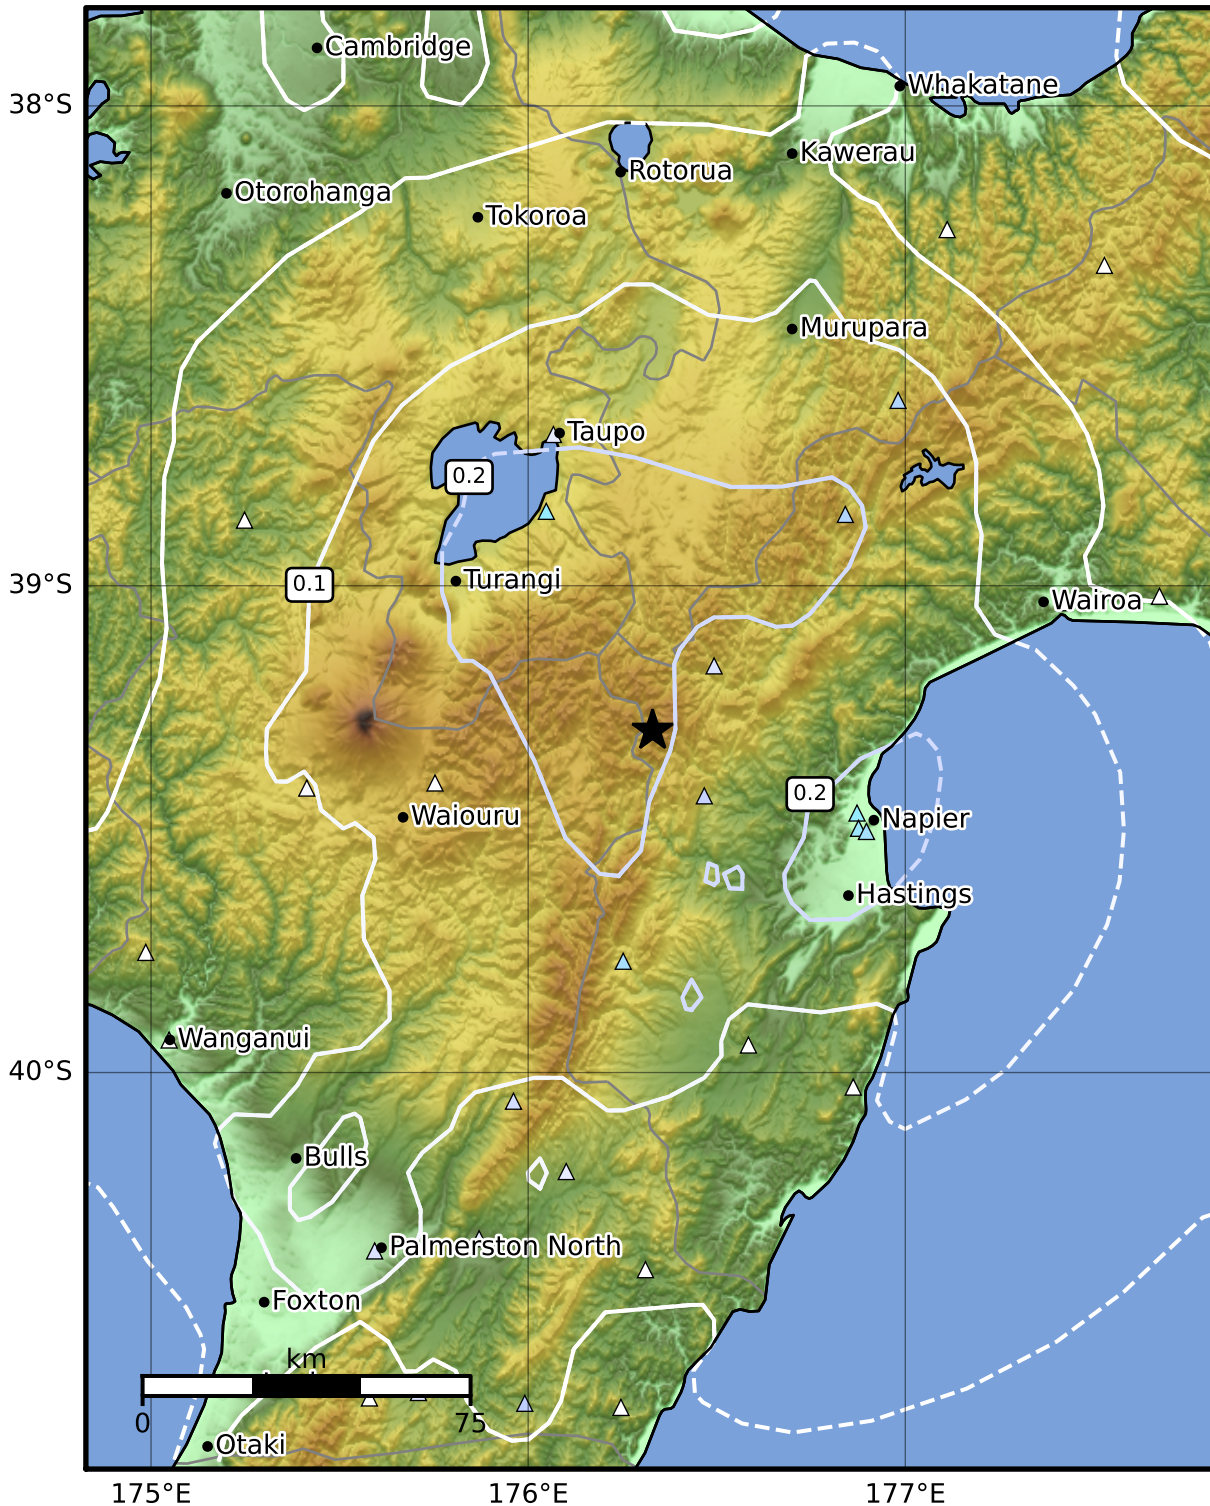 Cambridge
Whakatane
38°S
Kawerau
Rotorua
Otorohanga
Tokoroa
Murupara
Taupo
0.2
39°S
0.1
Turangi
Wairoa
0.2
Waiouru
Napier
Hastings
Wanganui
40°S
Bulls
Palmerston North
Foxton
km
0 75
Otaki
175°E 176°E 177°E